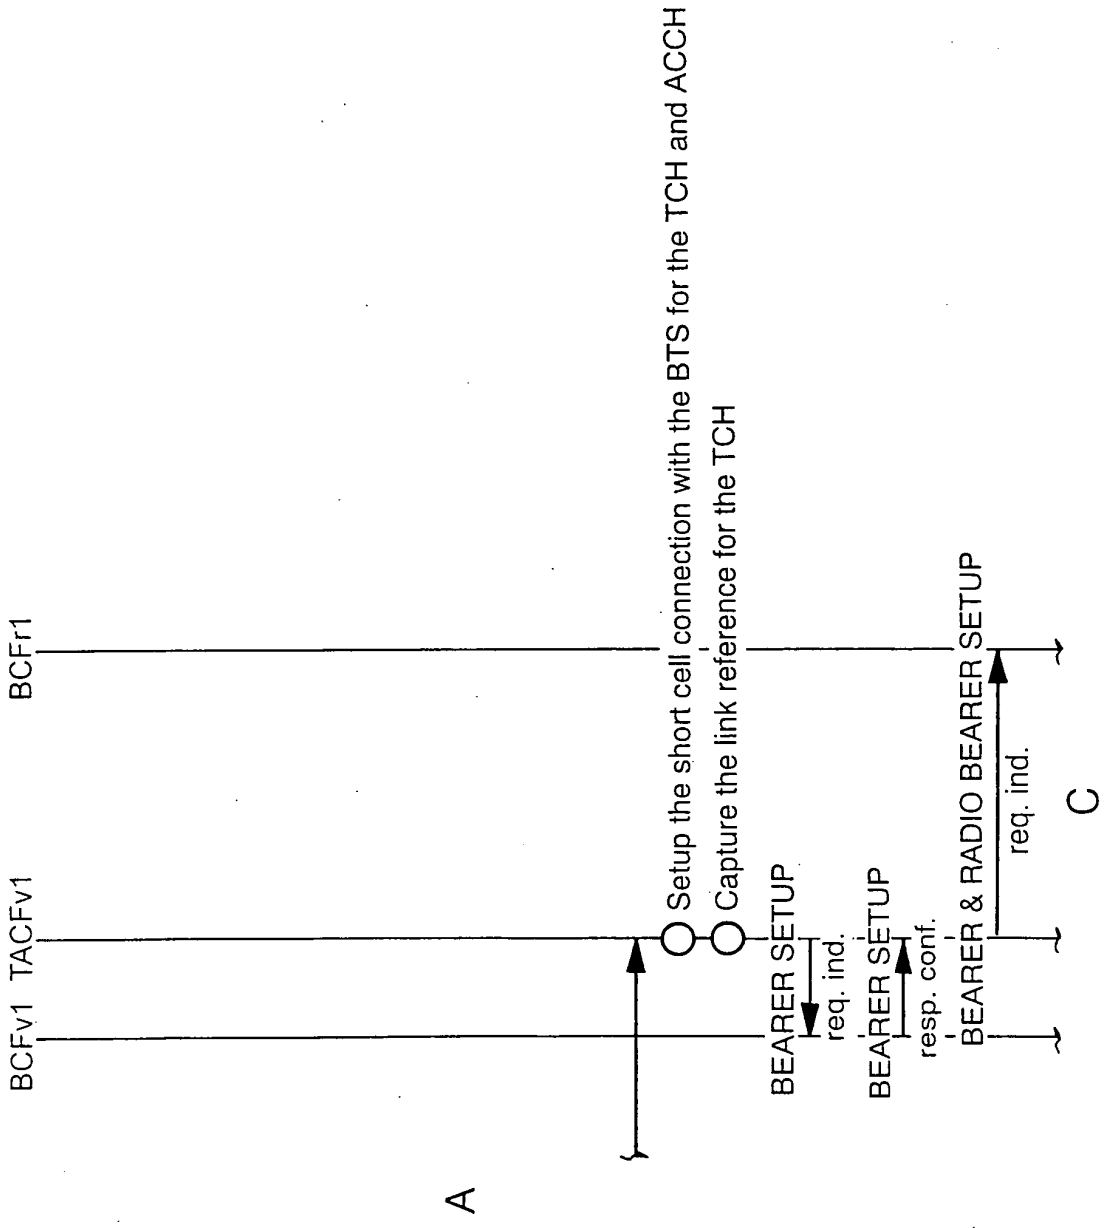 BCFv1 TACFv1
BCFr1
A
Setup the short cell connection with the BTS for the TCH and ACCH
Capture the link reference for the TCH
BEARER SETUP
req. ind.
BEARER SETUP
resp. conf.
BEARER & RADIO BEARER SETUP
req. ind.
C